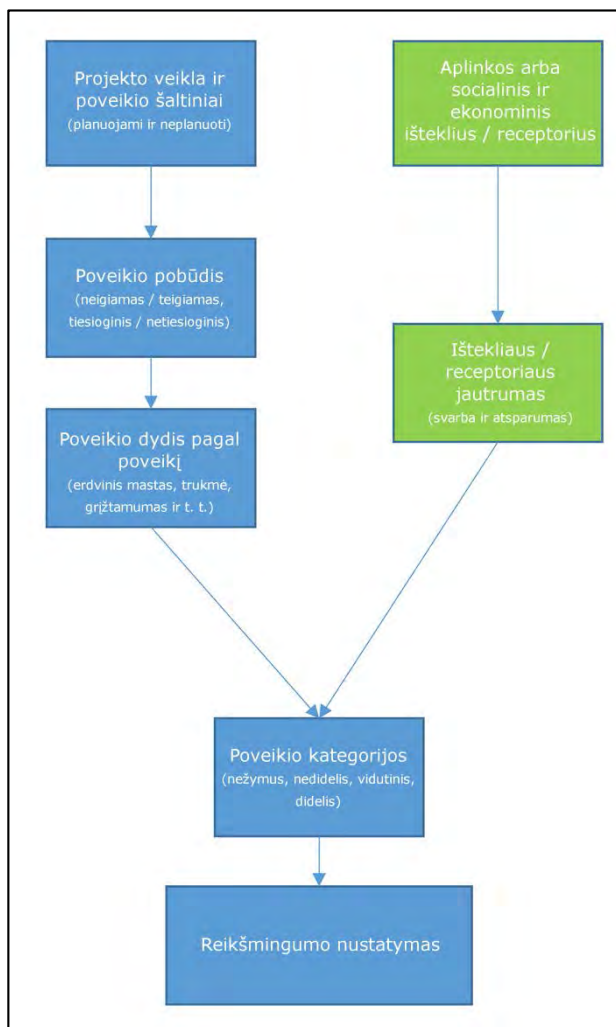 Projekto veikla ir
poveikio šaltiniai
(planuojami ir neplanuoti)
Aplinkos arba
socialinis ir
ekonominis
išteklius / receptorius
Poveikio pobūdis
(neigiamas / teigiamas,
tiesioginis / netiesioginis)
Ištekliaus /
receptoriaus
jautrumas
(svarba ir atsparumas)
Poveikio dydis pagal
poveikį
(erdvinis mastas, trukmė,
grįžtamumas ir t. t.)
Poveikio kategorijos
(nežymus, nedidelis, vidutinis,
didelis)
Reikšmingumo nustatymas